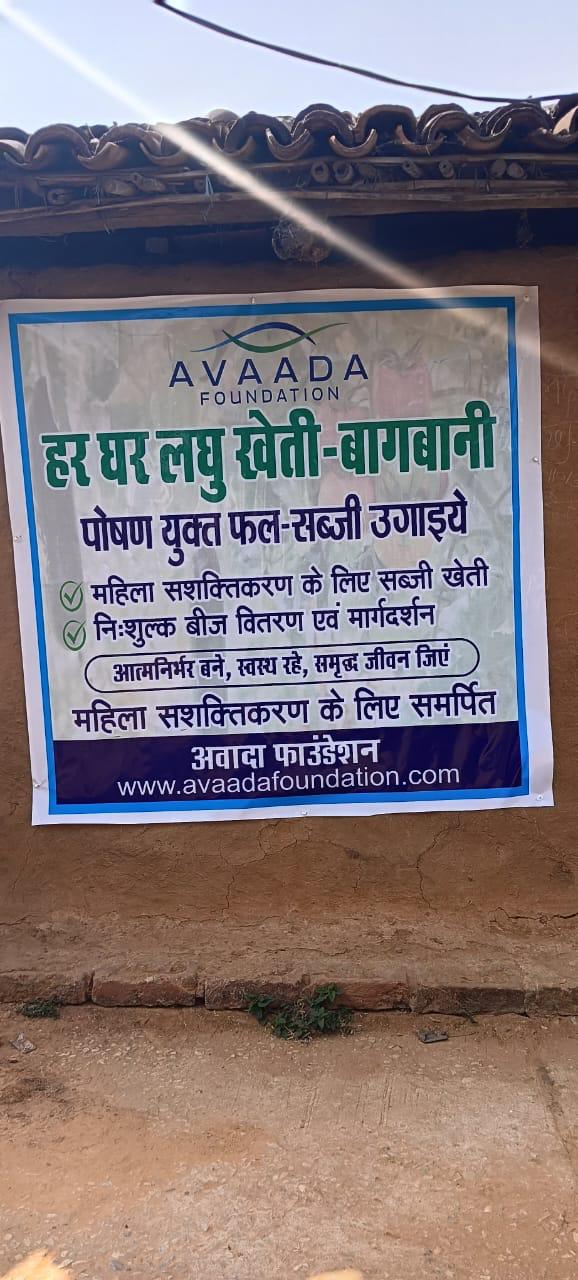 AVAADA
FOUNDATION
हर घर लघु खेती-बागबानी
पोषण युक्त फल-सब्जी उगाइये
महिला सशक्तिकरण के लिए सब्जी खेती
निःशुल्क बीज वितरण एवं मार्गदर्शन
आत्मनिर्भर बने, स्वस्थ रहे, समृद्ध जीवन जिएं
महिला सशक्तिकरण के लिए समर्पित
अवादा फाउंडेशन
www.avaadafoundation.com